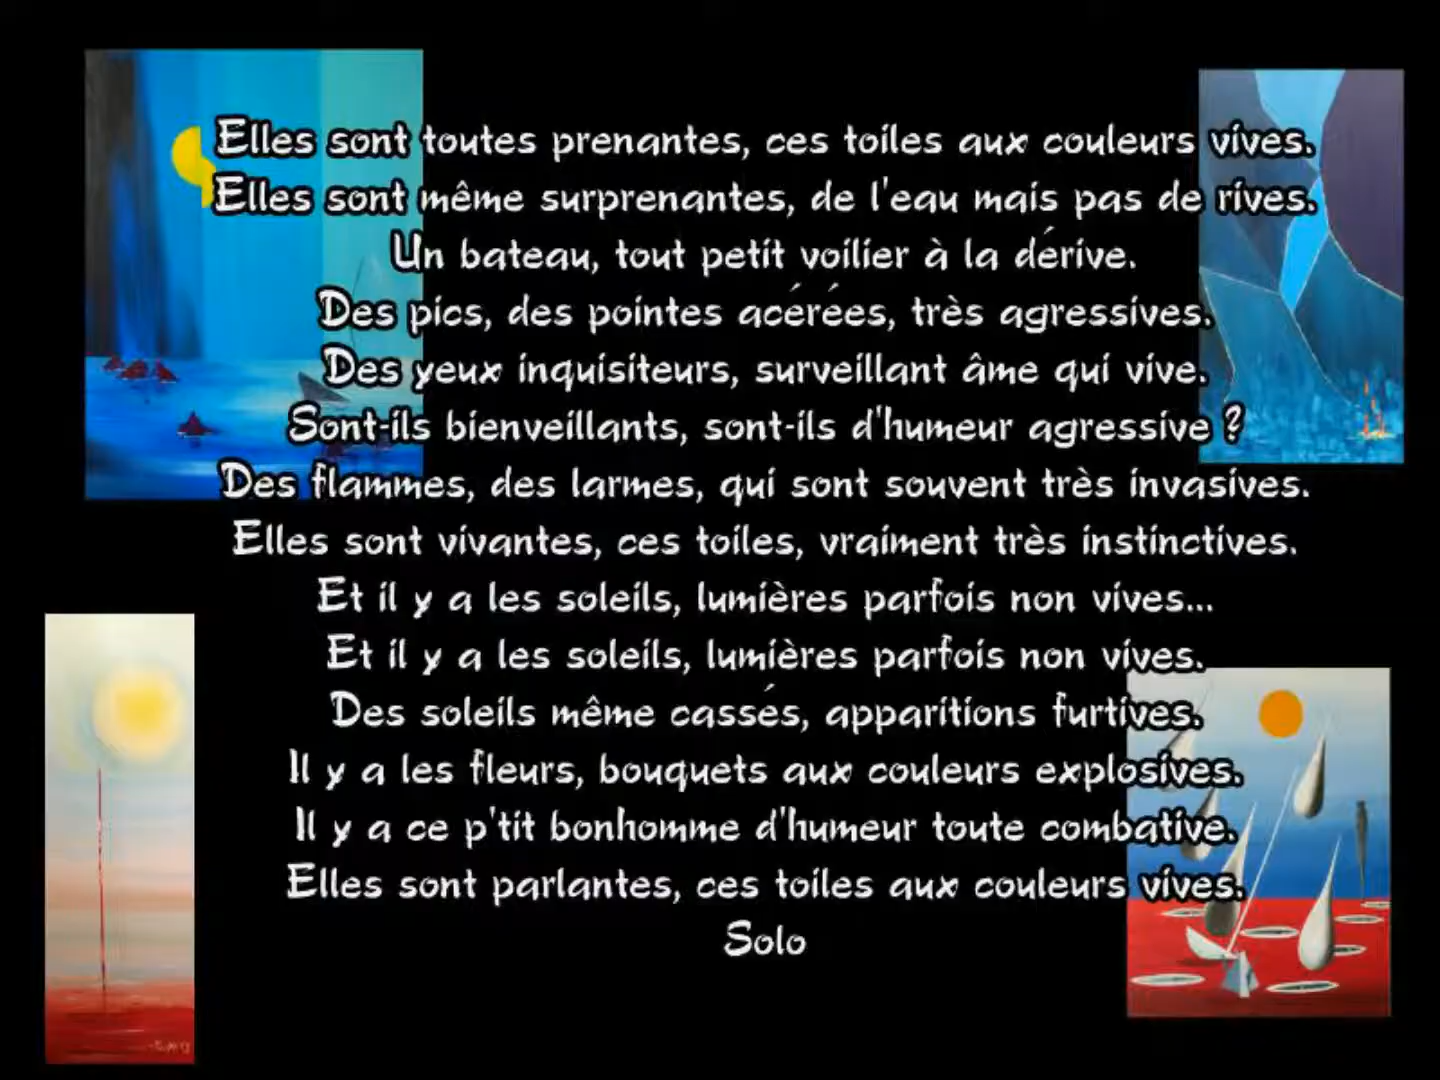 Elles sont toutes prenantes, ces toiles aux couleurs vives.
Elles sont même surprenantes, de l'eau mais pas de rives.
Un bateau, tout petit voilier à la dérive.
Des pics, des pointes acérées, très agressives.
Des yeux inquisiteurs, surveillant âme qui vive.
Sont-ils bienveillants, sont-ils d'humeur agressive ?
Des flammes, des larmes, qui sont souvent très invasives.
Elles sont vivantes, ces toiles, vraiment très instinctives.
Et il y a les soleils, lumières parfois non vives...
Et il y a les soleils, lumières parfois non vives.
Des soleils même cassés, apparitions furtives.
Il y a les fleurs, bouquets aux couleurs explosives.
Il y a ce p'tit bonhomme d'humeur toute combative.
Elles sont parlantes, ces toiles aux couleurs vives.
Solo